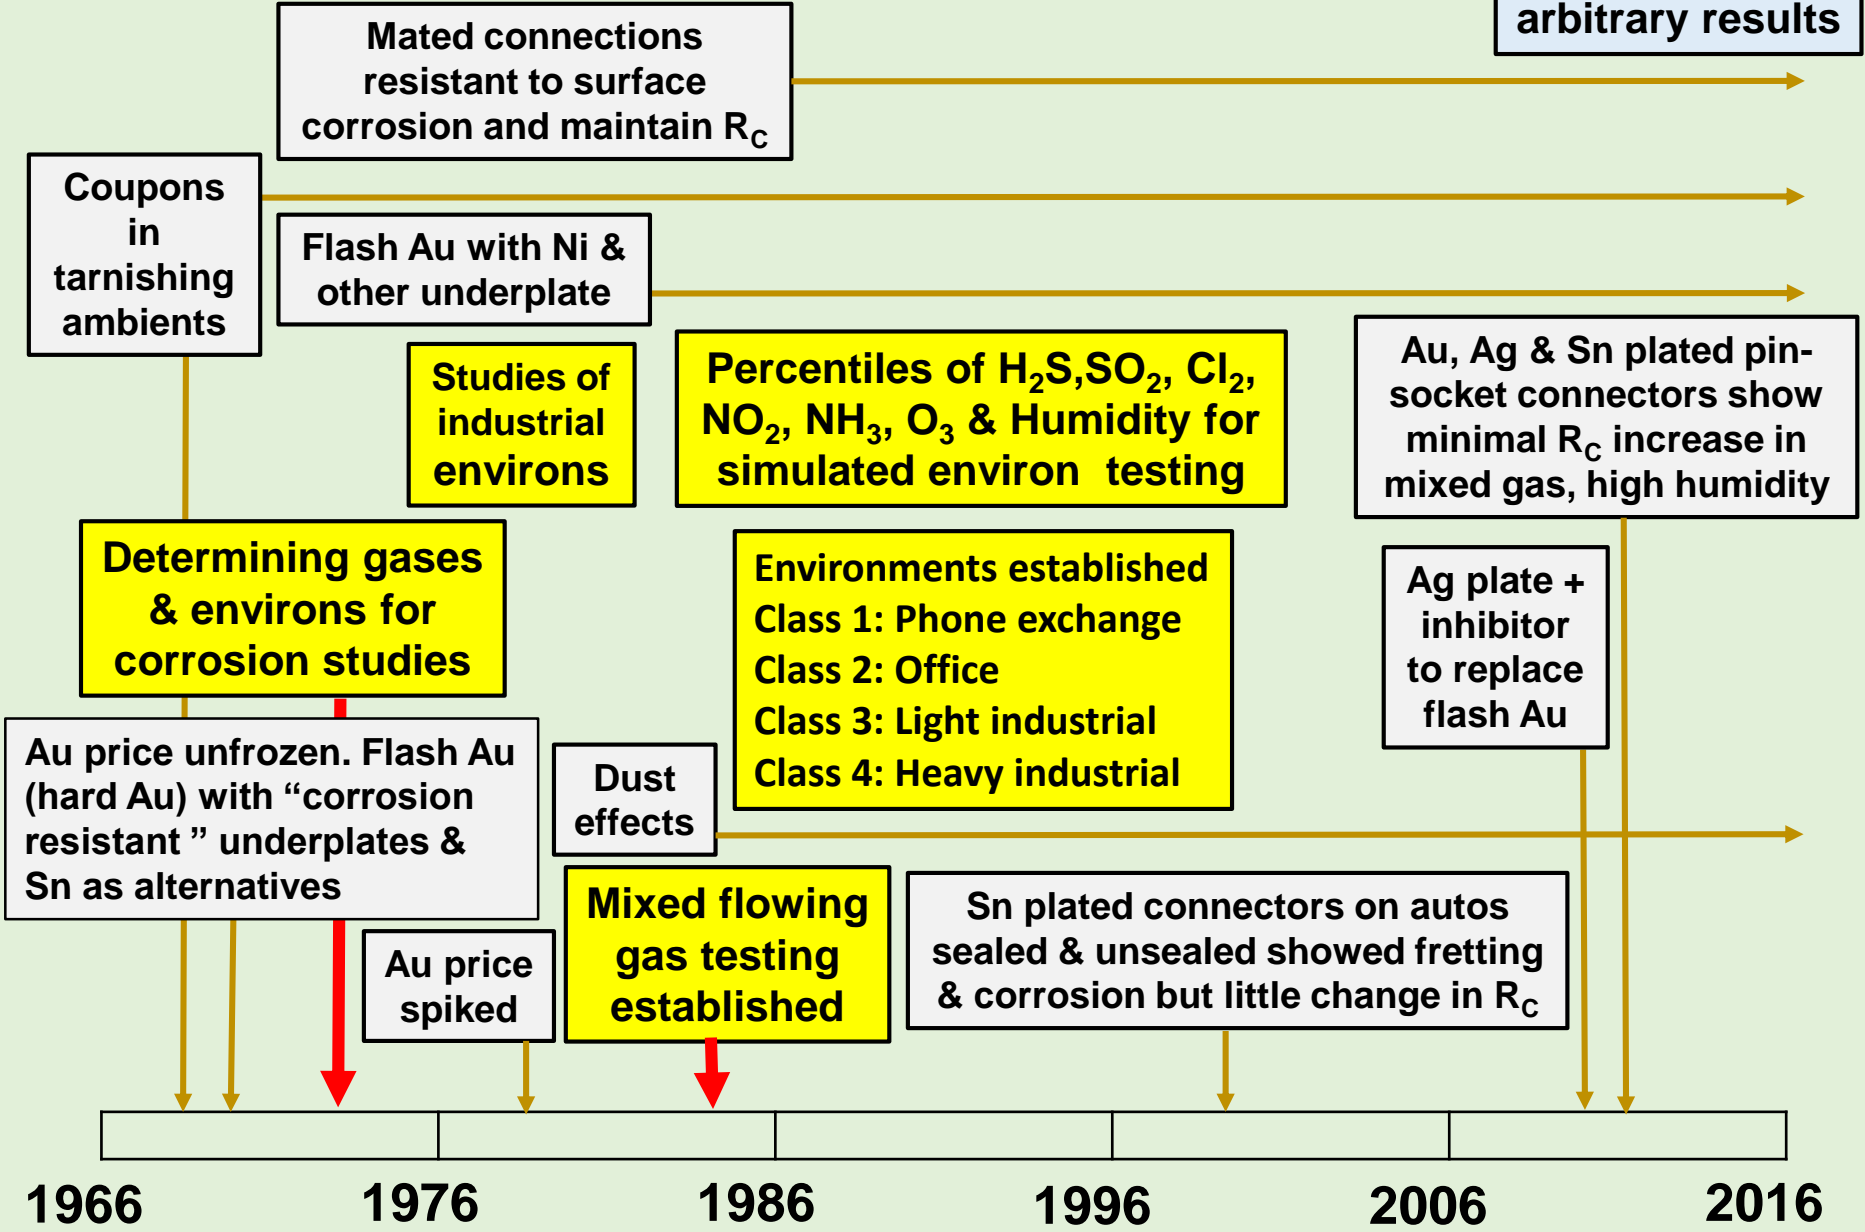 arbitrary results
Mated connections
resistant to surface
corrosion and maintain R_C
Coupons
in
tarnishing
ambients
Flash Au with Ni &
other underplate
Studies of
industrial
environs
Percentiles of H₂S,SO₂, Cl₂,
NO₂, NH₃, O₃ & Humidity for
simulated environ testing
Au, Ag & Sn plated pin-
socket connectors show
minimal R_C increase in
mixed gas, high humidity
Determining gases
& environs for
corrosion studies
Environments established
Class 1: Phone exchange
Class 2: Office
Class 3: Light industrial
Class 4: Heavy industrial
Ag plate +
inhibitor
to replace
flash Au
Au price unfrozen. Flash Au
(hard Au) with “corrosion
resistant ” underplates &
Sn as alternatives
Dust
effects
Au price
spiked
Mixed flowing
gas testing
established
Sn plated connectors on autos
sealed & unsealed showed fretting
& corrosion but little change in R_C
1966 1976 1986 1996 2006 2016